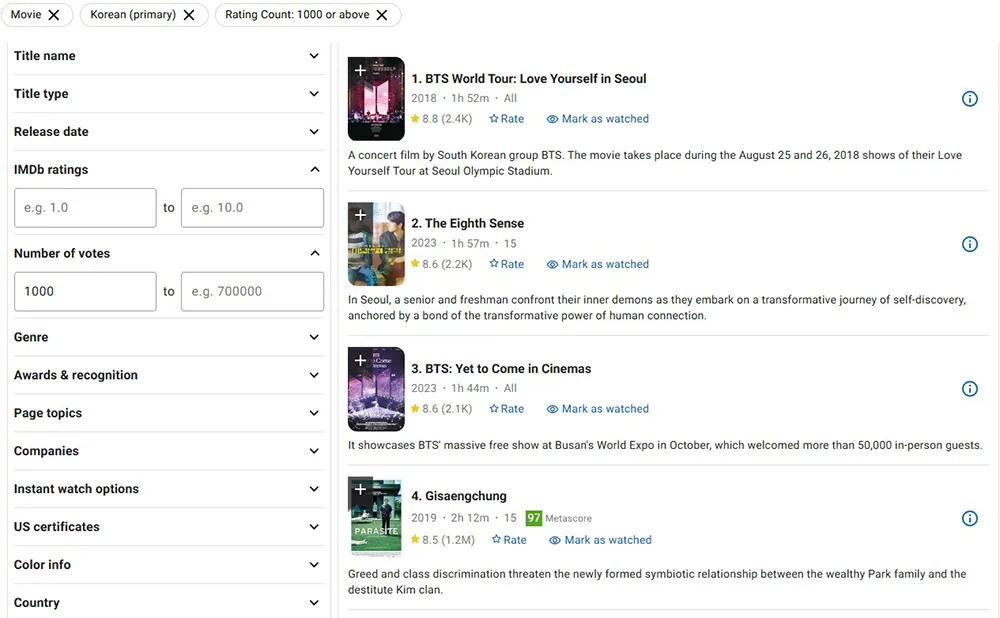 Movie
Korean (primary)
Rating Count: 1000 or above
Title name
Title type
Release date
IMDb ratings
e.g. 1.0 to e.g. 10.0
Number of votes
1000 to e.g. 700000
Genre
Awards & recognition
Page topics
Companies
Instant watch options
US certificates
Color info
Country
1. BTS World Tour: Love Yourself in Seoul
2018 · 1h 52m · All
8.8 (2.4K) Rate Mark as watched
A concert film by South Korean group BTS. The movie takes place during the August 25 and 26, 2018 shows of their Love
Yourself Tour at Seoul Olympic Stadium.
2. The Eighth Sense
2023 · 1h 57m · 15
8.6 (2.2K) Rate Mark as watched
In Seoul, a senior and freshman confront their inner demons as they embark on a transformative journey of self-discovery,
anchored by a bond of the transformative power of human connection.
3. BTS: Yet to Come in Cinemas
2023 · 1h 44m · All
8.6 (2.1K) Rate Mark as watched
It showcases BTS' massive free show at Busan's World Expo in October, which welcomed more than 50,000 in-person guests.
PARASITE
4. Gisaengchung
2019 · 2h 12m · 15 97 Metascore
8.5 (1.2M) Rate Mark as watched
Greed and class discrimination threaten the newly formed symbiotic relationship between the wealthy Park family and the
destitute Kim clan.